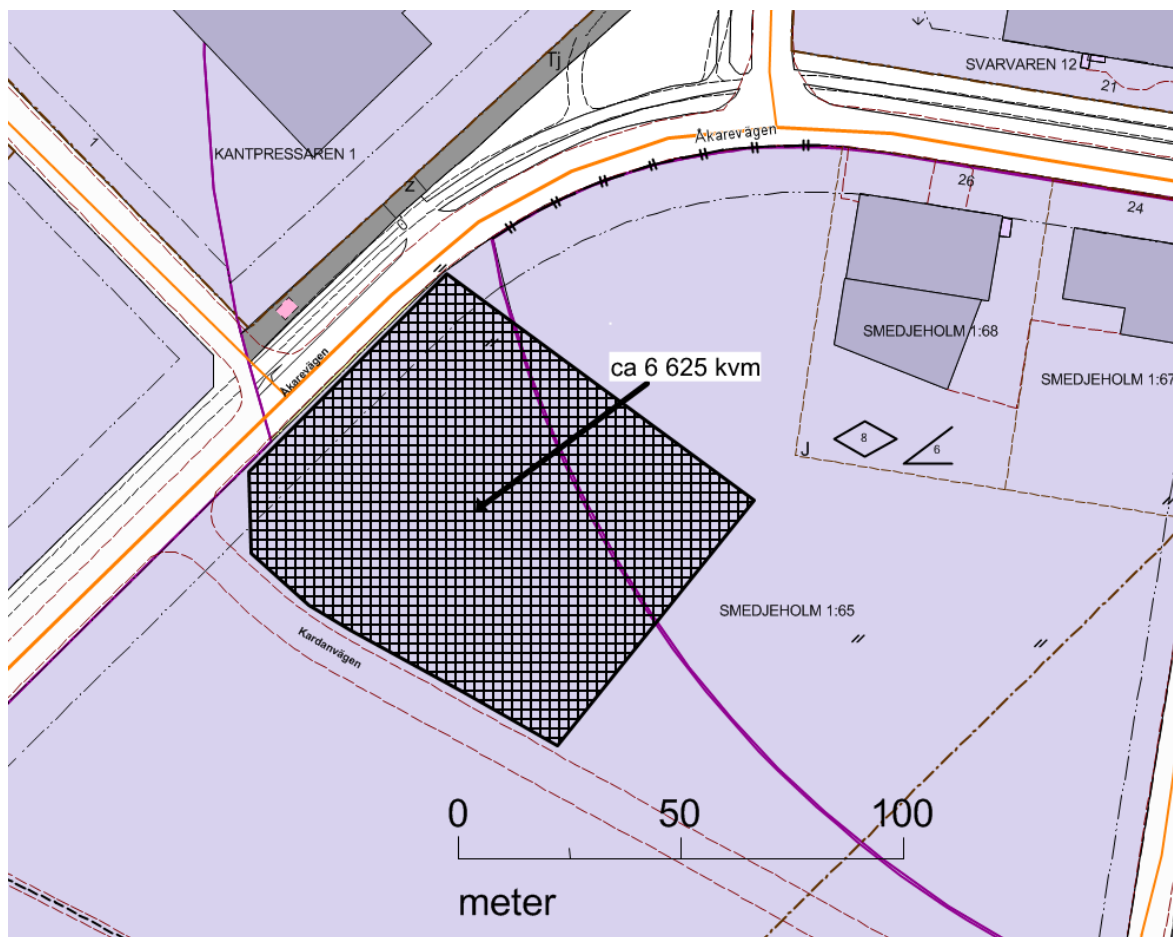 Tj
SVARVAREN 12
21
Åkarevägen
1
KANTPRESSAREN 1
z
26
24
SMEDJEHOLM 1:68
Åkarevägen
ca 6 625 kvm
SMEDJEHOLM 1:67
8
6
J
SMEDJEHOLM 1:65
Kardanvägen
0 50 100
meter